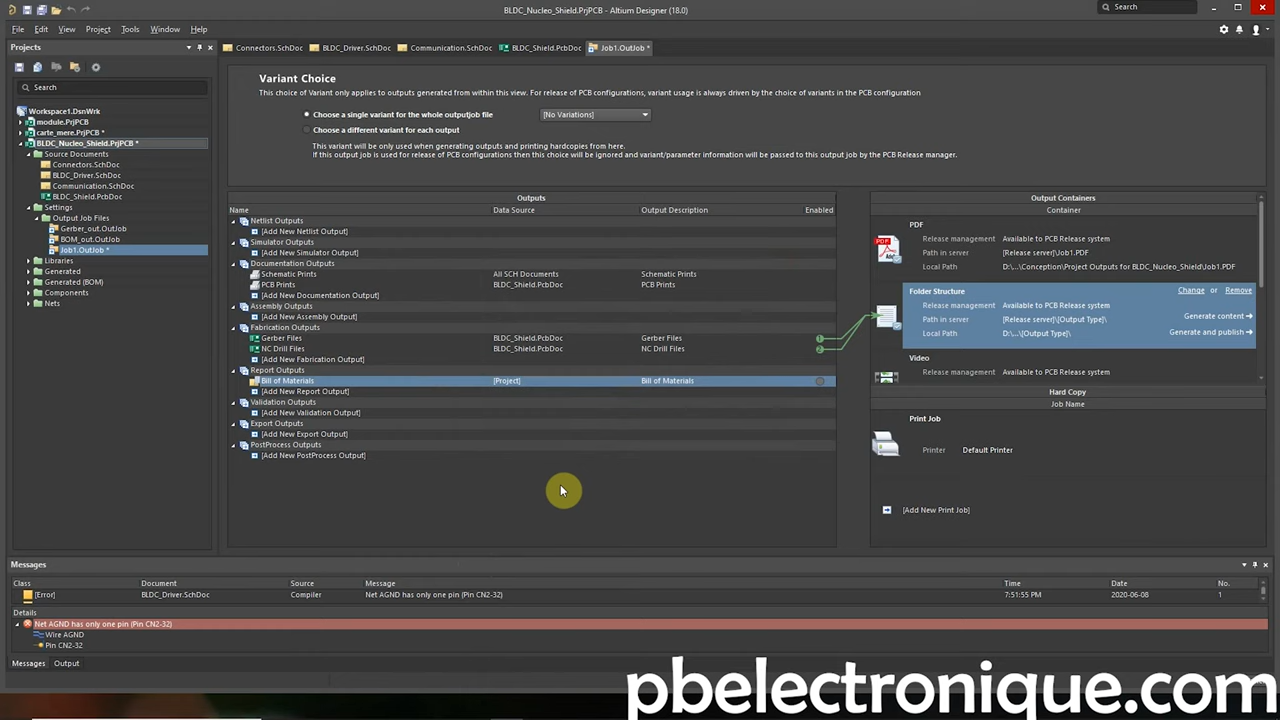 BLDC_Nucleo_Shield.PrjPCB - Altium Designer (18.0)
Search
File Edit View Project Tools Window Help
Projects
Connectors.SchDoc BLDC_Driver.SchDoc Communication.SchDoc BLDC_Shield.PcbDoc Job1.OutJob *
Search
Workspace1.DsnWrk
module.PrjPCB
carte_mere.PrjPCB *
BLDC_Nucleo_Shield.PrjPCB *
Source Documents
Connectors.SchDoc
BLDC_Driver.SchDoc
Communication.SchDoc
BLDC_Shield.PcbDoc
Settings
Output Job Files
Gerber_out.OutJob
BOM_out.OutJob
Job1.OutJob *
Libraries
Generated
Generated (BOM)
Components
Nets
Variant Choice
This choice of Variant only applies to outputs generated from within this view. For release of PCB configurations, variant usage is always driven by the choice of variants in the PCB configuration
Choose a single variant for the whole outputjob file [No Variations]
Choose a different variant for each output
This variant will be only used when generating outputs and printing hardcopies from here.
If this output job is used for release of PCB configurations then this choice will be ignored and variant/parameter information will be passed to this output job by the PCB Release manager.
Outputs
Name Data Source Output Description Enabled
Netlist Outputs
[Add New Netlist Output]
Simulator Outputs
[Add New Simulator Output]
Documentation Outputs
Schematic Prints All SCH Documents Schematic Prints
PCB Prints BLDC_Shield.PcbDoc PCB Prints
[Add New Documentation Output]
Assembly Outputs
[Add New Assembly Output]
Fabrication Outputs
Gerber Files BLDC_Shield.PcbDoc Gerber Files 1
NC Drill Files BLDC_Shield.PcbDoc NC Drill Files 2
[Add New Fabrication Output]
Report Outputs
Bill of Materials [Project] Bill of Materials
[Add New Report Output]
Validation Outputs
[Add New Validation Output]
Export Outputs
[Add New Export Output]
PostProcess Outputs
[Add New PostProcess Output]
Output Containers
Container
PDF
Release management Available to PCB Release system
Path in server [Release server]\Job1.PDF
Local Path D:\...\Conception\Project Outputs for BLDC_Nucleo_Shield\Job1.PDF
Folder Structure Change or Remove
Release management Available to PCB Release system
Path in server [Release server]\[Output Type]\
Local Path D:\...\[Output Type]\
Generate content
Generate and publish
Video
Release management Available to PCB Release system
Hard Copy
Job Name
Print Job
Printer Default Printer
[Add New Print Job]
Messages
Class Document Source Message Time Date No.
[Error] BLDC_Driver.SchDoc Compiler Net AGND has only one pin (Pin CN2-32) 7:51:55 PM 2020-06-08 1
Details
Net AGND has only one pin (Pin CN2-32)
Wire AGND
Pin CN2-32
Messages Output
pbelectronique.com